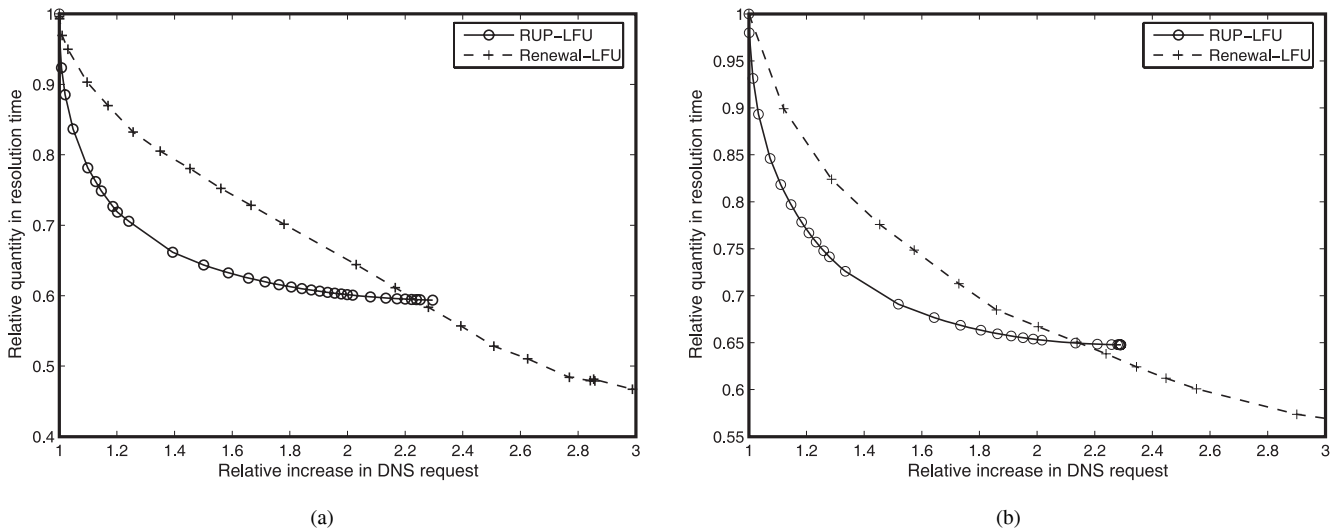 1
0.9
0.8
0.7
0.6
0.5
0.4
Relative quantity in resolution time
RUP−LFU
Renewal−LFU
1 1.2 1.4 1.6 1.8 2 2.2 2.4 2.6 2.8 3
Relative increase in DNS request
(a)
1
0.95
0.9
0.85
0.8
0.75
0.7
0.65
0.6
0.55
Relative quantity in resolution time
RUP−LFU
Renewal−LFU
1 1.2 1.4 1.6 1.8 2 2.2 2.4 2.6 2.8 3
Relative increase in DNS request
(b)